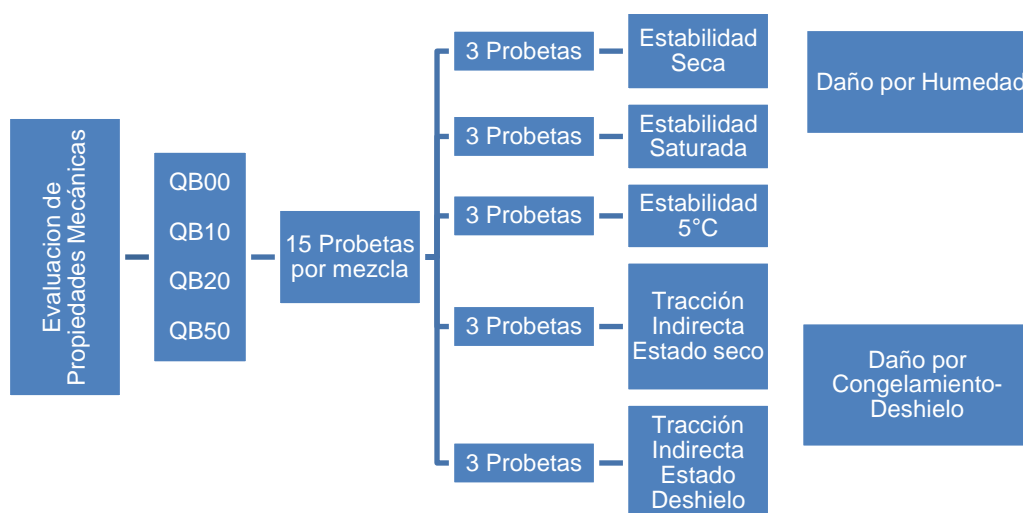 Evaluacion de
Propiedades Mecánicas
QB00
QB10
QB20
QB50
15 Probetas
por mezcla
3 Probetas
Estabilidad
Seca
3 Probetas
Estabilidad
Saturada
3 Probetas
Estabilidad
5°C
3 Probetas
Tracción
Indirecta
Estado seco
3 Probetas
Tracción
Indirecta
Estado
Deshielo
Daño por Humedad
Daño por
Congelamiento-
Deshielo